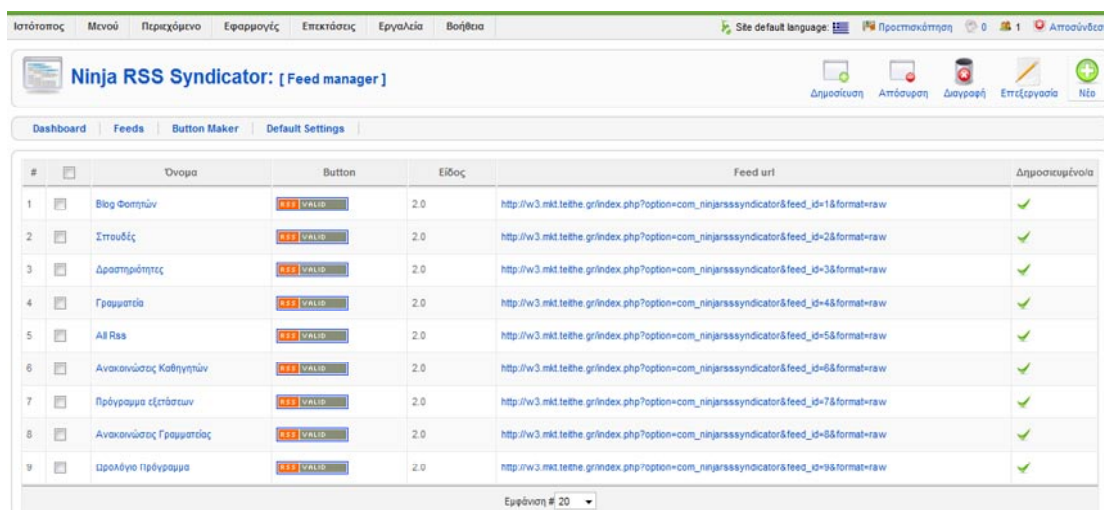 Ιστότοπος Μενού Περιεχόμενο Εφαρμογές Επεκτάσεις Εργαλεία Βοήθεια Site default language: Προεπισκόπηση 0 1 Αποσύνδεσ
Ninja RSS Syndicator: [ Feed manager ]
Δημοσίευση Απόσυρση Διαγραφή Επεξεργασία Νέο
Dashboard Feeds Button Maker Default Settings
# Όνομα Button Είδος Feed url Δημοσιευμένο/α
1 Blog Φοιτητών RSS VALID 2.0 http://w3.mkt.teithe.gr/index.php?option=com_ninjarsssyndicator&feed_id=1&format=raw
2 Σπουδές RSS VALID 2.0 http://w3.mkt.teithe.gr/index.php?option=com_ninjarsssyndicator&feed_id=2&format=raw
3 Δραστηριότητες RSS VALID 2.0 http://w3.mkt.teithe.gr/index.php?option=com_ninjarsssyndicator&feed_id=3&format=raw
4 Γραμματεία RSS VALID 2.0 http://w3.mkt.teithe.gr/index.php?option=com_ninjarsssyndicator&feed_id=4&format=raw
5 All Rss RSS VALID 2.0 http://w3.mkt.teithe.gr/index.php?option=com_ninjarsssyndicator&feed_id=5&format=raw
6 Ανακοινώσεις Καθηγητών RSS VALID 2.0 http://w3.mkt.teithe.gr/index.php?option=com_ninjarsssyndicator&feed_id=6&format=raw
7 Πρόγραμμα εξετάσεων RSS VALID 2.0 http://w3.mkt.teithe.gr/index.php?option=com_ninjarsssyndicator&feed_id=7&format=raw
8 Ανακοινώσεις Γραμματείας RSS VALID 2.0 http://w3.mkt.teithe.gr/index.php?option=com_ninjarsssyndicator&feed_id=8&format=raw
9 Ωρολόγιο Πρόγραμμα RSS VALID 2.0 http://w3.mkt.teithe.gr/index.php?option=com_ninjarsssyndicator&feed_id=9&format=raw
Εμφάνιση # 20